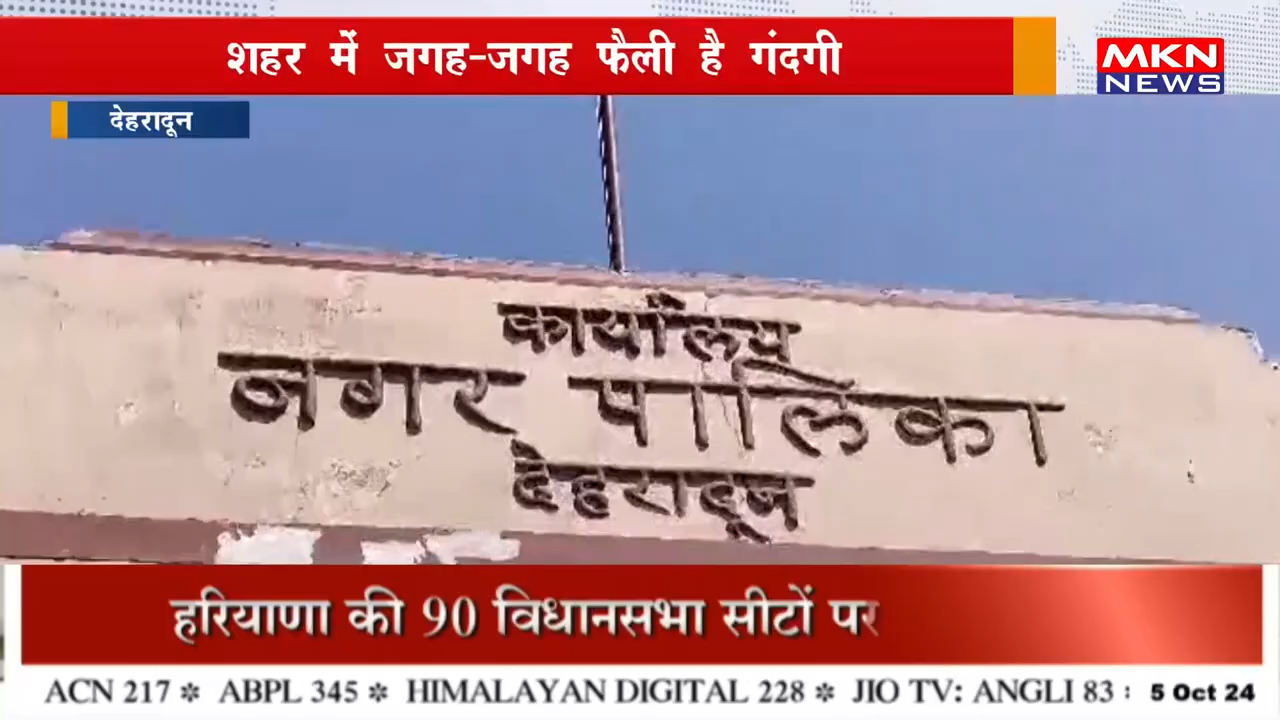 शहर में जगह-जगह फैली है गंदगी
MKN
NEWS
देहरादून
कार्यालय
नगर पालिका
देहरादून
हरियाणा की 90 विधानसभा सीटों पर
ACN 217 ✲ ABPL 345 ✲ HIMALAYAN DIGITAL 228 ✲ JIO TV: ANGLI 83 : 5 Oct 24